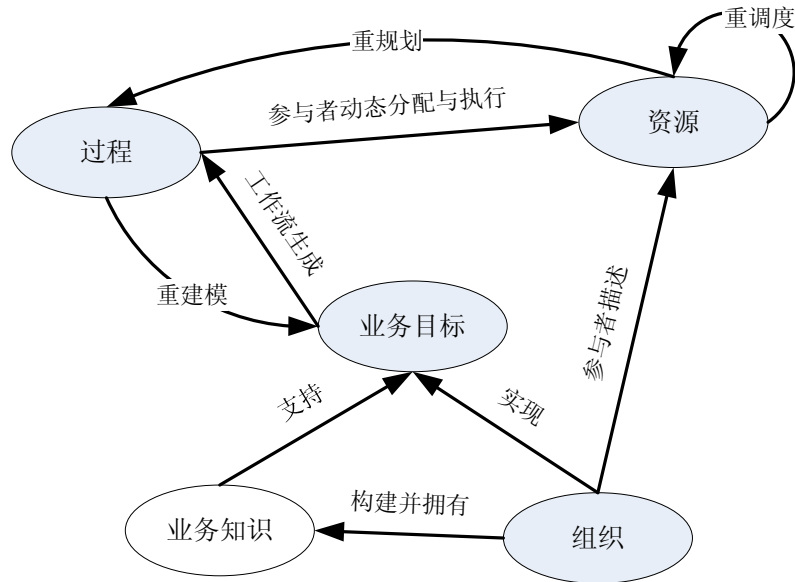 重规划
重调度
参与者动态分配与执行
资源
过程
工作流生成
重建模
业务目标
参与者描述
支持
实现
构建并拥有
业务知识
组织